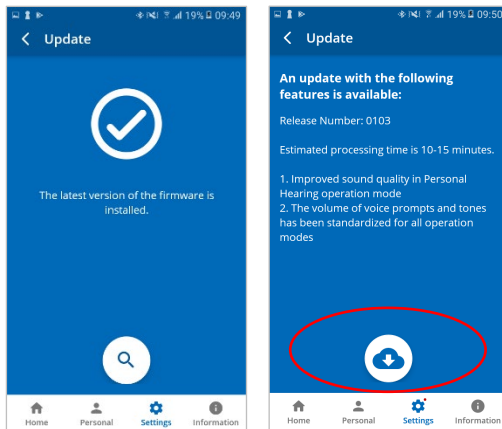 19% 09:49
Update
The latest version of the firmware is
installed.
Home Personal Settings Information
19% 09:50
Update
An update with the following
features is available:
Release Number: 0103
Estimated processing time is 10-15 minutes.
1. Improved sound quality in Personal
Hearing operation mode
2. The volume of voice prompts and tones
has been standardized for all operation
modes
Home Personal Settings Information